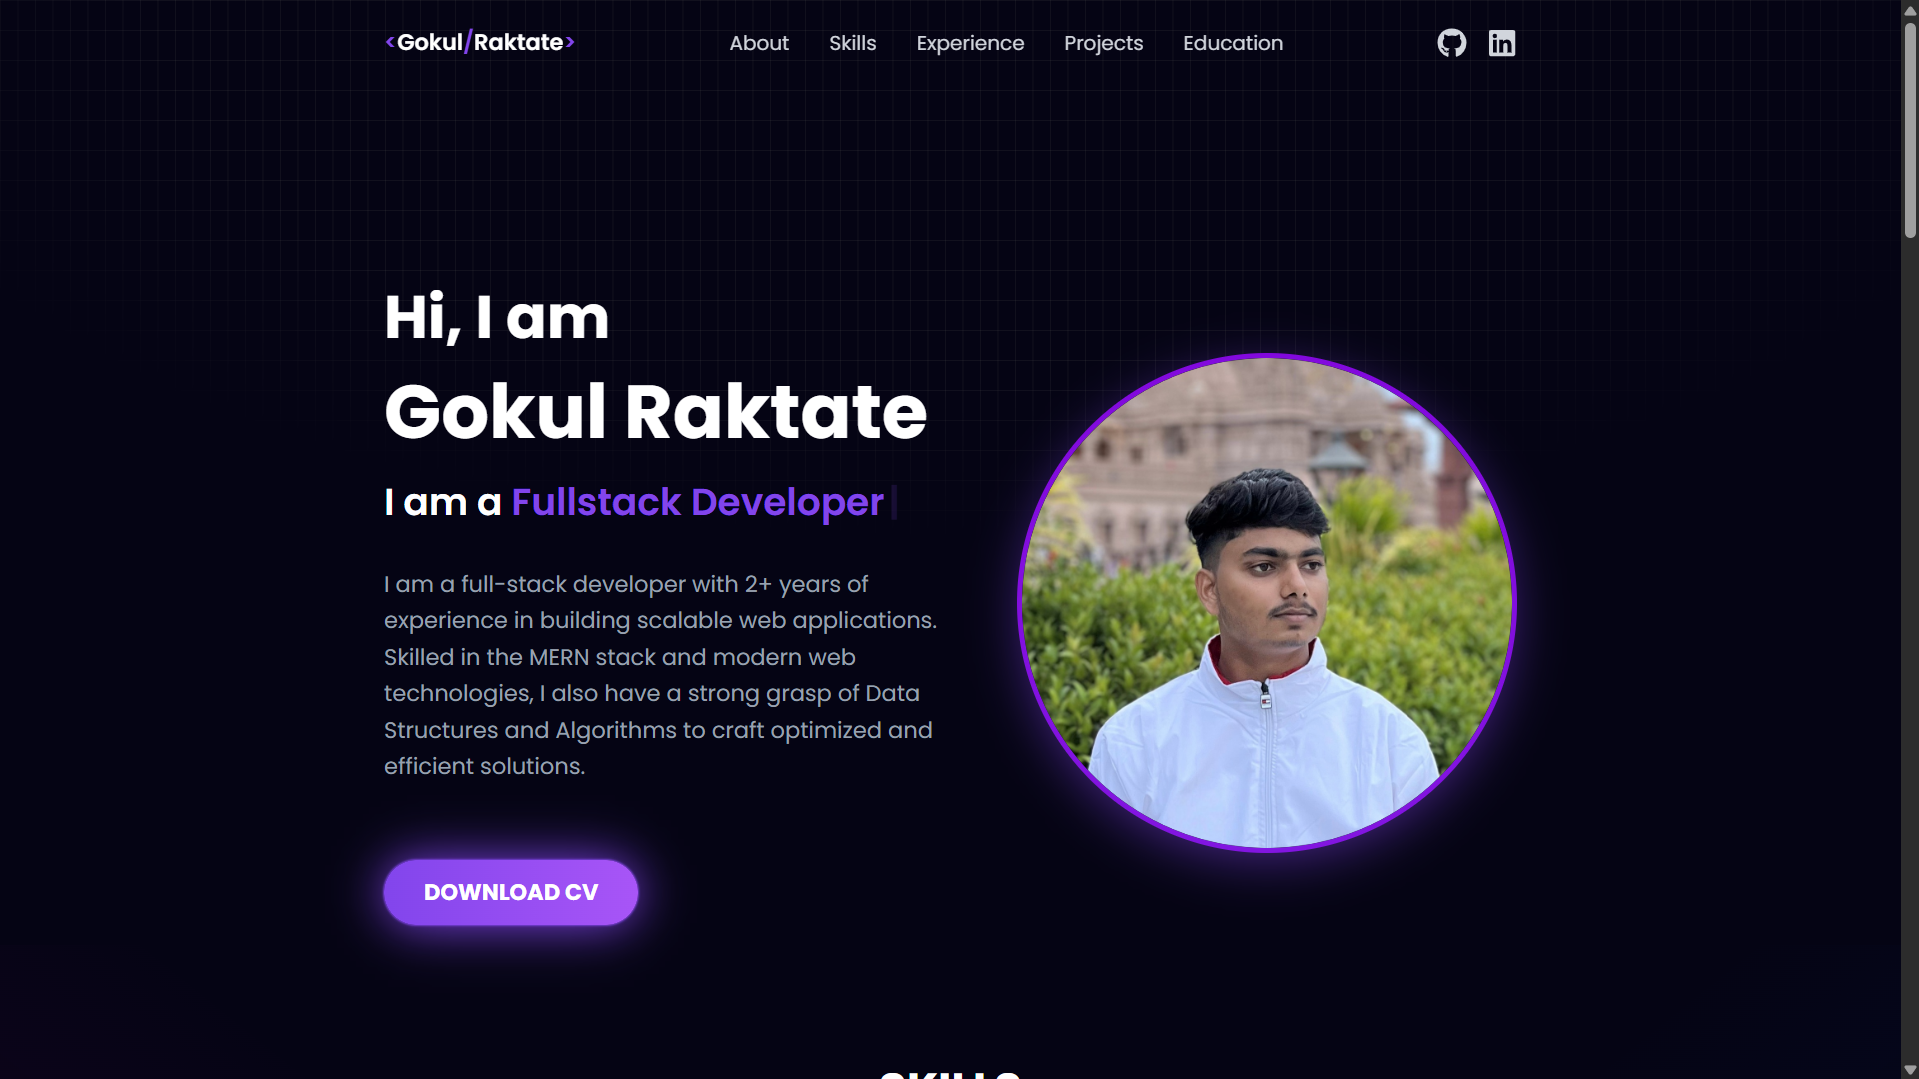 <Gokul/Raktate>
About Skills Experience Projects Education
Hi, I am
Gokul Raktate
I am a Fullstack Developer
I am a full-stack developer with 2+ years of
experience in building scalable web applications.
Skilled in the MERN stack and modern web
technologies, I also have a strong grasp of Data
Structures and Algorithms to craft optimized and
efficient solutions.
DOWNLOAD CV
SKILLS